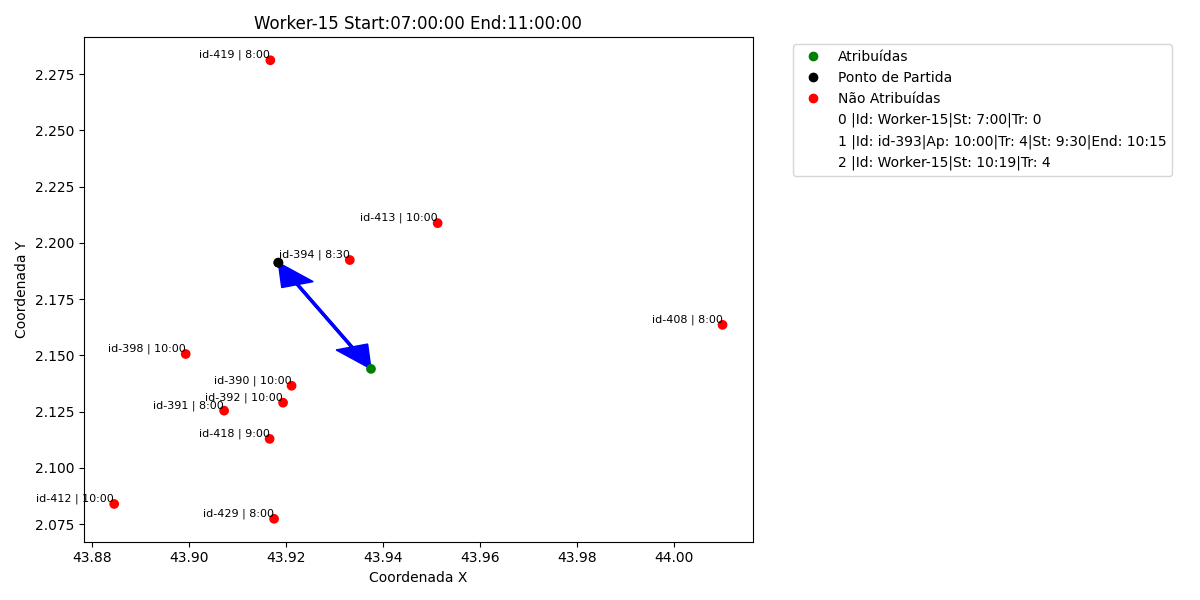 Worker-15 Start:07:00:00 End:11:00:00
Atribuídas
Ponto de Partida
Não Atribuídas
0 |Id: Worker-15|St: 7:00|Tr: 0
1 |Id: id-393|Ap: 10:00|Tr: 4|St: 9:30|End: 10:15
2 |Id: Worker-15|St: 10:19|Tr: 4
Coordenada Y
2.275
2.250
2.225
2.200
2.175
2.150
2.125
2.100
2.075
id-419 | 8:00
id-413 | 10:00
id-394 | 8:30
id-408 | 8:00
id-398 | 10:00
id-390 | 10:00
id-392 | 10:00
id-391 | 8:00
id-418 | 9:00
id-412 | 10:00
id-429 | 8:00
43.88 43.90 43.92 43.94 43.96 43.98 44.00
Coordenada X